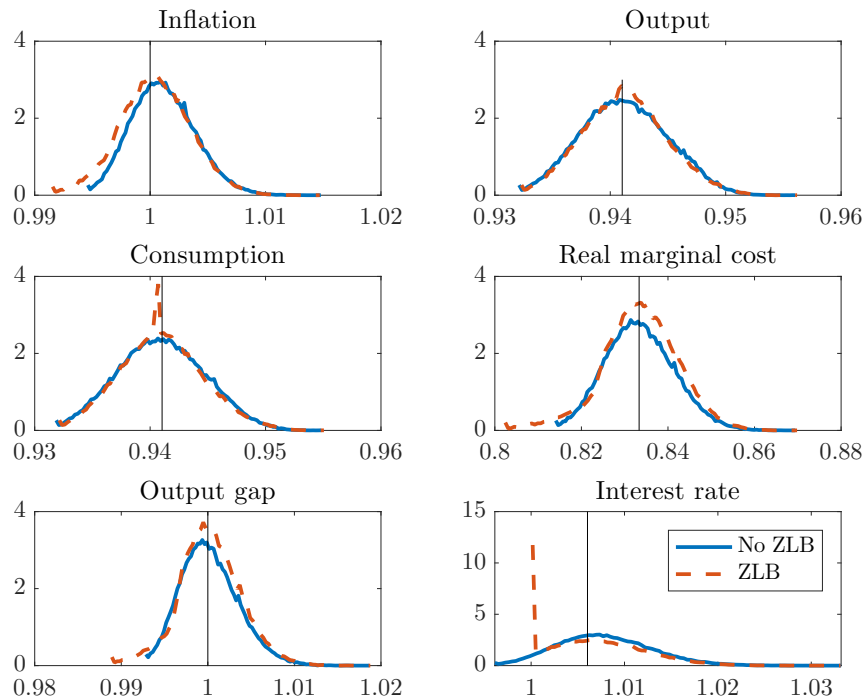 Inflation
4
2
0
0.99 1 1.01 1.02
Output
4
2
0
0.93 0.94 0.95 0.96
Consumption
4
2
0
0.93 0.94 0.95 0.96
Real marginal cost
4
2
0
0.8 0.82 0.84 0.86 0.88
Output gap
4
2
0
0.98 0.99 1 1.01 1.02
Interest rate
15
10
5
0
1 1.01 1.02 1.03
No ZLB
ZLB